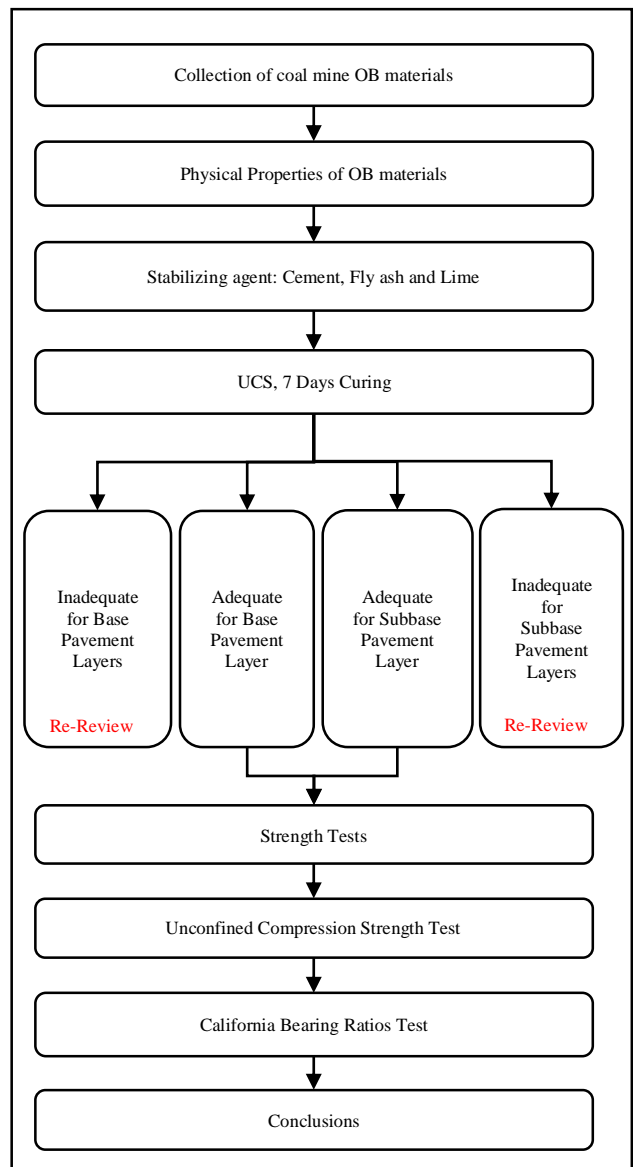 Collection of coal mine OB materials
Physical Properties of OB materials
Stabilizing agent: Cement, Fly ash and Lime
UCS, 7 Days Curing
Inadequate
for Base
Pavement
Layers
Re-Review
Adequate
for Base
Pavement
Layer
Adequate
for Subbase
Pavement
Layer
Inadequate
for
Subbase
Pavement
Layers
Re-Review
Strength Tests
Unconfined Compression Strength Test
California Bearing Ratios Test
Conclusions